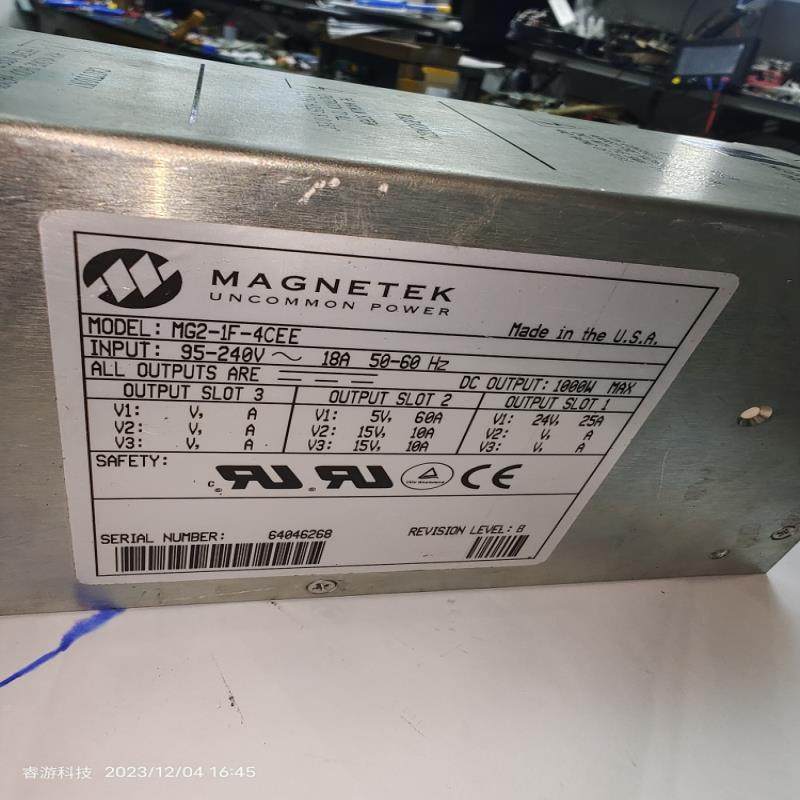 MAGNETEK
UNCOMMON POWER
MODEL: MG2-1F-4CEE
Made in the U.S.A.
INPUT: 95-240V ~ 18A 50-60 Hz
ALL OUTPUTS ARE
DC OUTPUT: 1000W MAX
OUTPUT SLOT 3
V1: V, A
V2: V, A
V3: V, A
OUTPUT SLOT 2
V1: 5V, 60A
V2: 15V, 10A
V3: 15V, 10A
OUTPUT SLOT 1
V1: 24V, 25A
V2: V, A
V3: V, A
SAFETY:
CE
SERIAL NUMBER: 64046268
REVISION LEVEL: B
睿游科技 2023/12/04 16:45